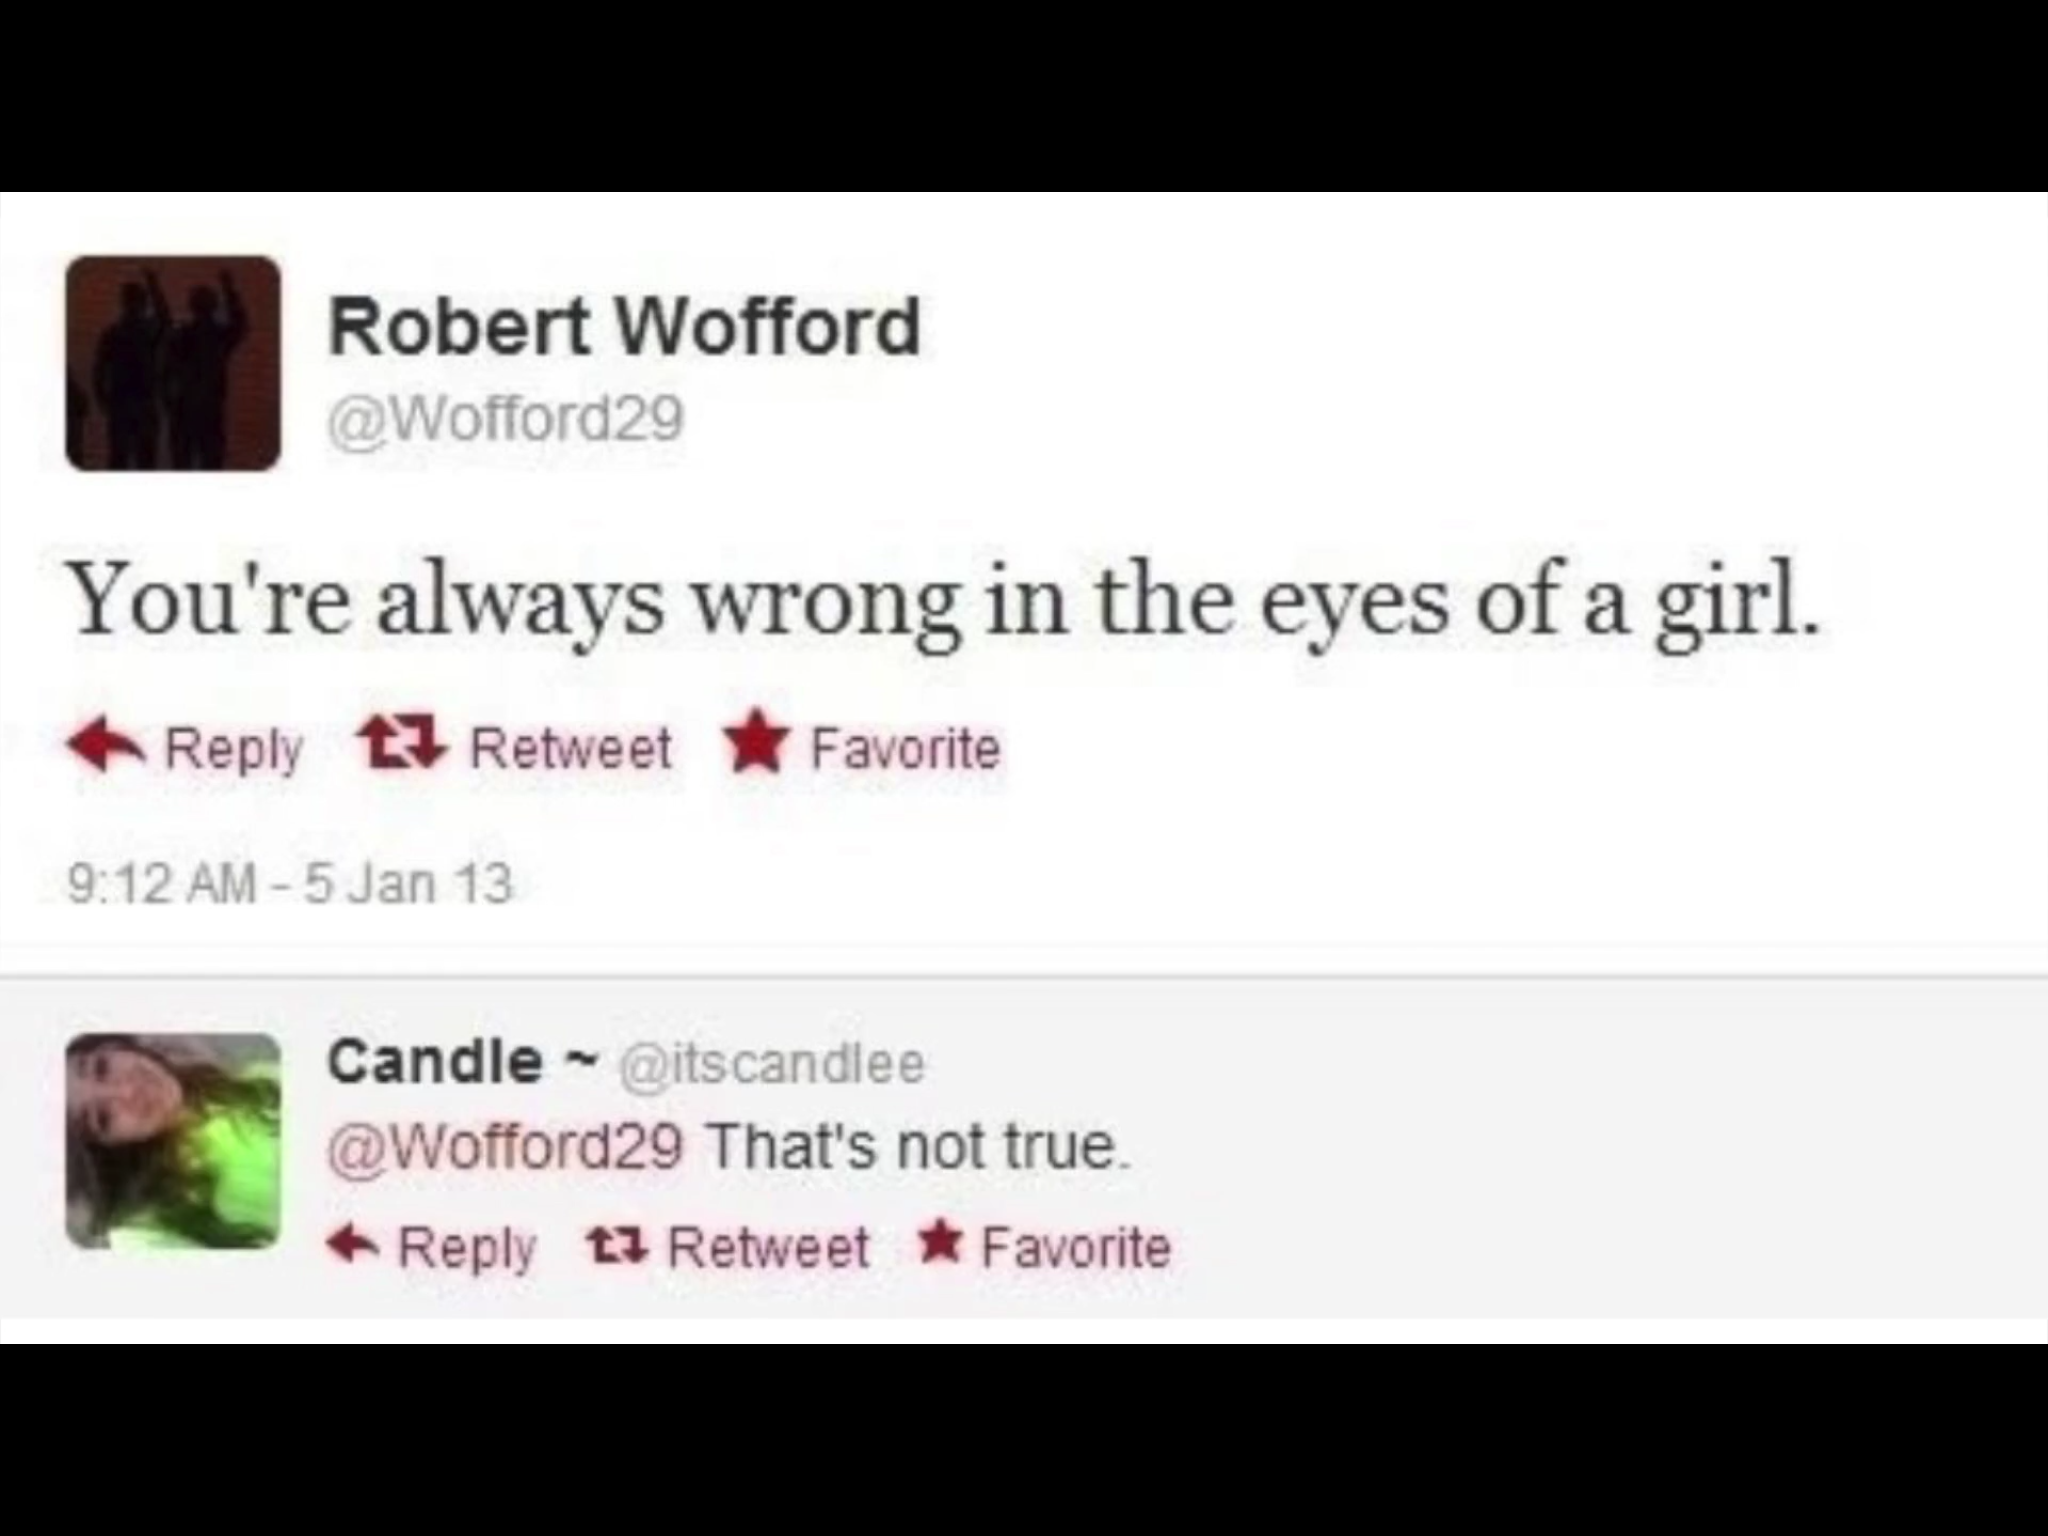 Robert Wofford
@Wofford29
You're always wrong in the eyes of a girl.
Reply Retweet Favorite
9:12 AM - 5 Jan 13
Candle ~ @itscandlee
@Wofford29 That's not true.
Reply Retweet Favorite